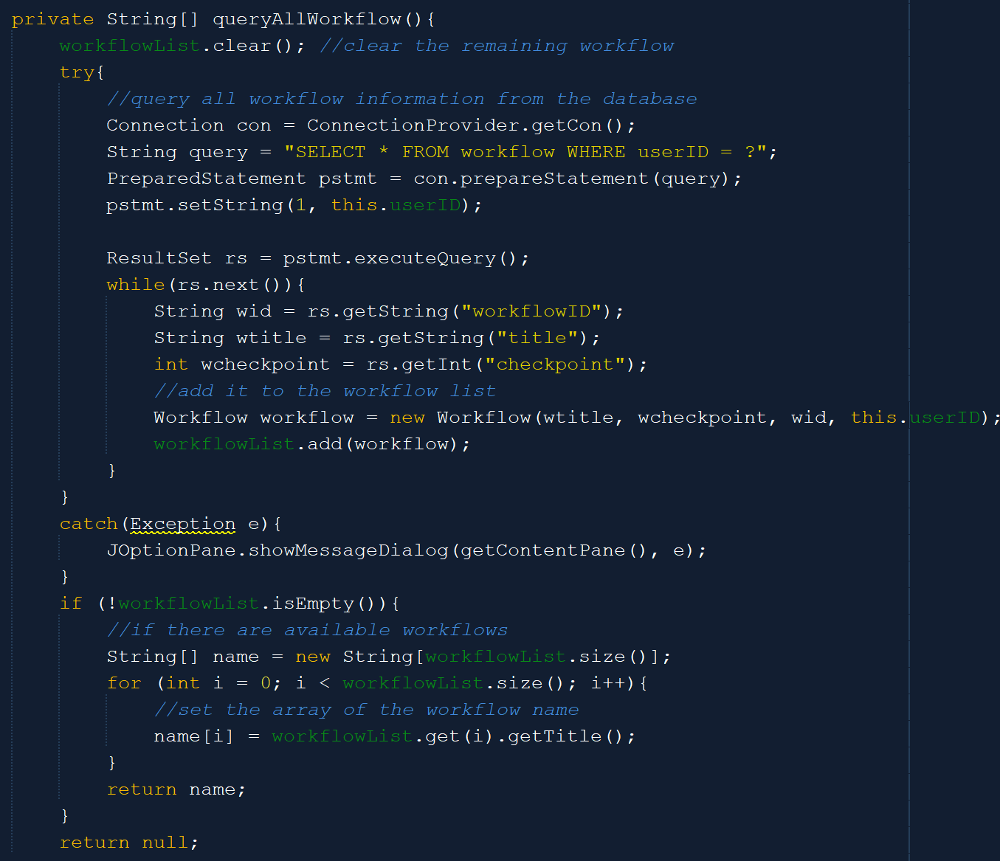 private String[] queryAllWorkflow(){
    workflowList.clear(); //clear the remaining workflow
    try{
        //query all workflow information from the database
        Connection con = ConnectionProvider.getCon();
        String query = "SELECT * FROM workflow WHERE userID = ?";
        PreparedStatement pstmt = con.prepareStatement(query);
        pstmt.setString(1, this.userID);

        ResultSet rs = pstmt.executeQuery();
        while(rs.next()){
            String wid = rs.getString("workflowID");
            String wtitle = rs.getString("title");
            int wcheckpoint = rs.getInt("checkpoint");
            //add it to the workflow list
            Workflow workflow = new Workflow(wtitle, wcheckpoint, wid, this.userID);
            workflowList.add(workflow);
        }
    }
    catch(Exception e){
        JOptionPane.showMessageDialog(getContentPane(), e);
    }
    if (!workflowList.isEmpty()){
        //if there are available workflows
        String[] name = new String[workflowList.size()];
        for (int i = 0; i < workflowList.size(); i++){
            //set the array of the workflow name
            name[i] = workflowList.get(i).getTitle();
        }
        return name;
    }
    return null;